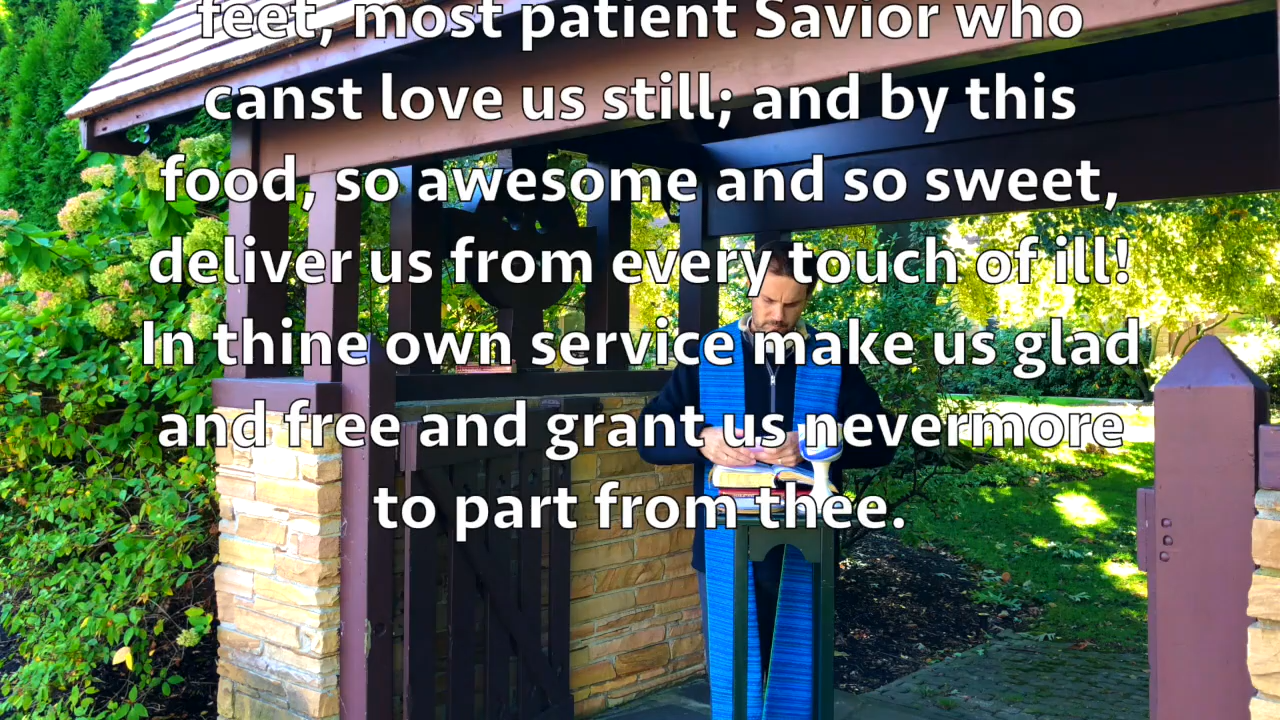 feet, most patient Savior who
canst love us still; and by this
food, so awesome and so sweet,
deliver us from every touch of ill!
In thine own service make us glad
and free and grant us nevermore
to part from thee.